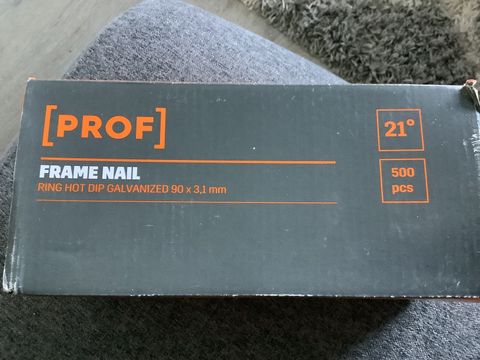 [PROF]
21°
FRAME NAIL
RING HOT DIP GALVANIZED 90 x 3,1 mm
500
pcs